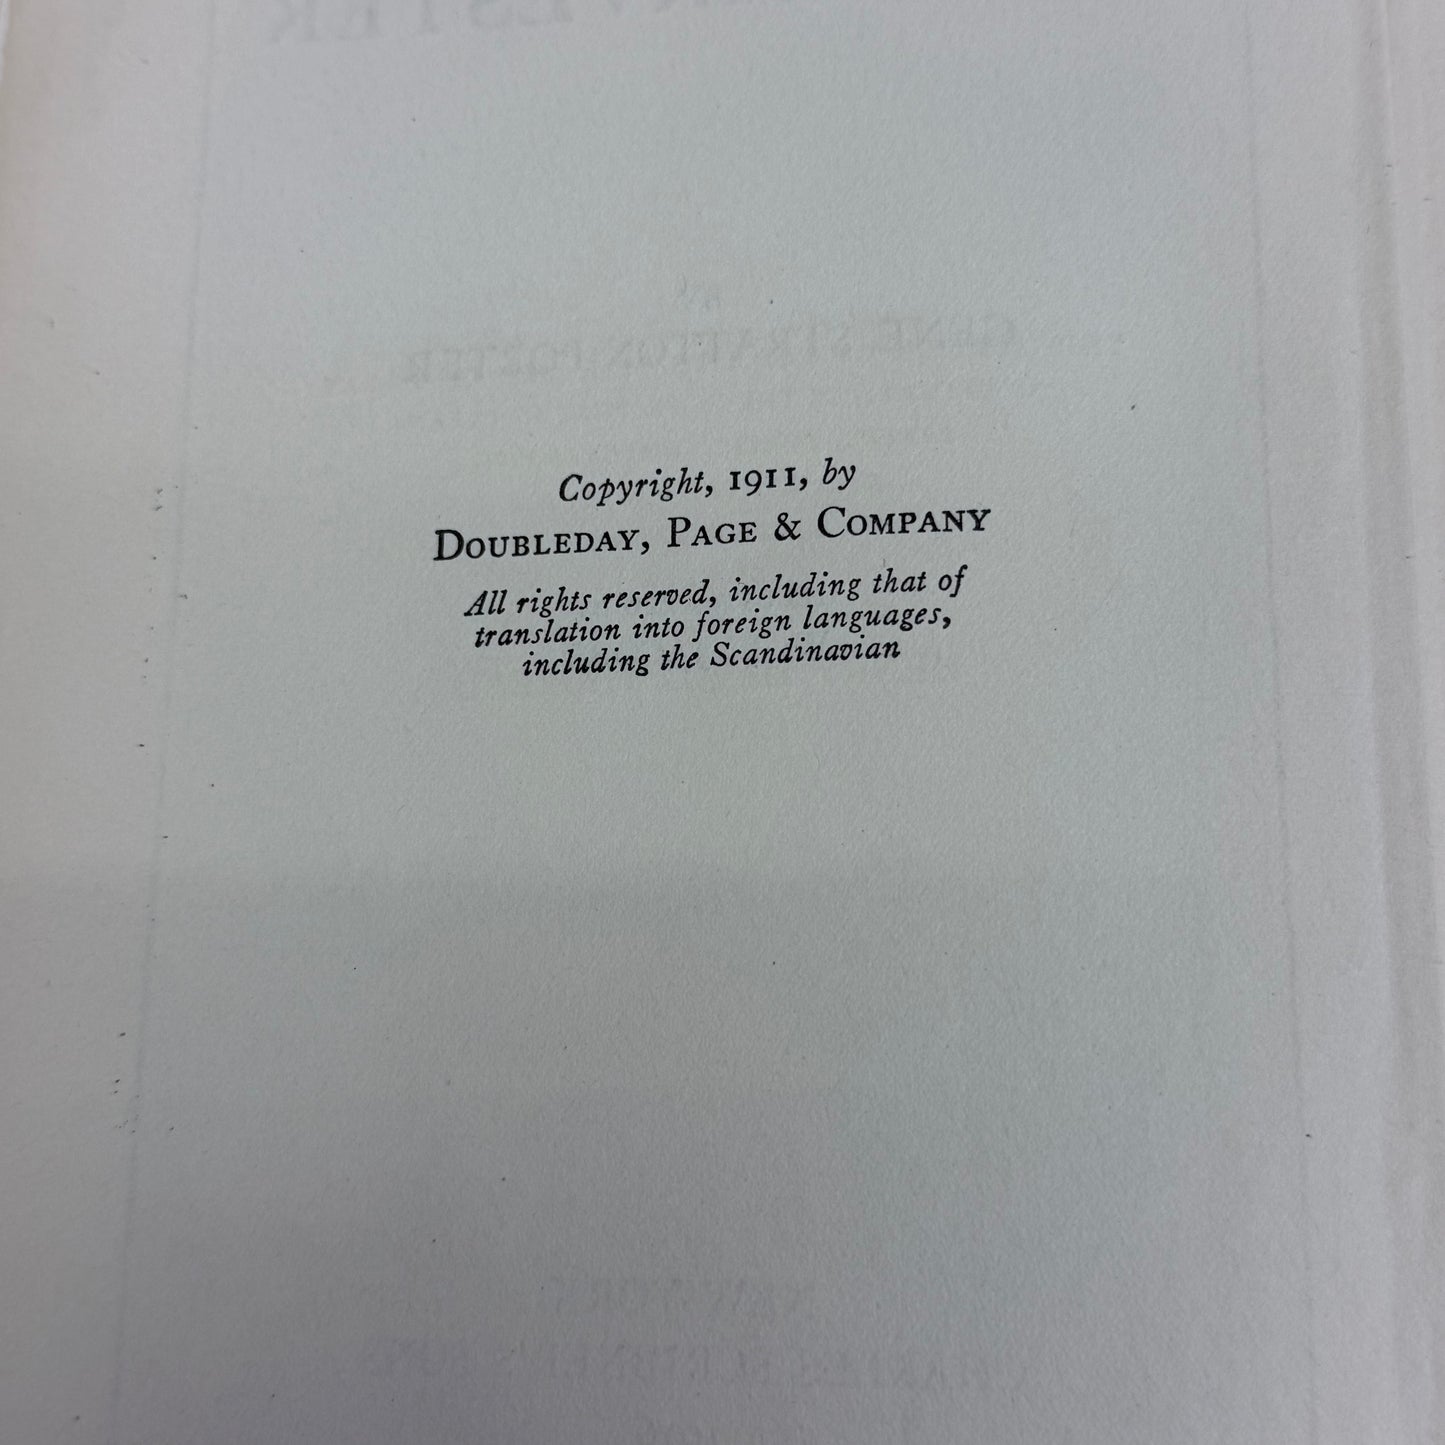 Copyright, 1911, by
DOUBLEDAY, PAGE & COMPANY
All rights reserved, including that of
translation into foreign languages,
including the Scandinavian